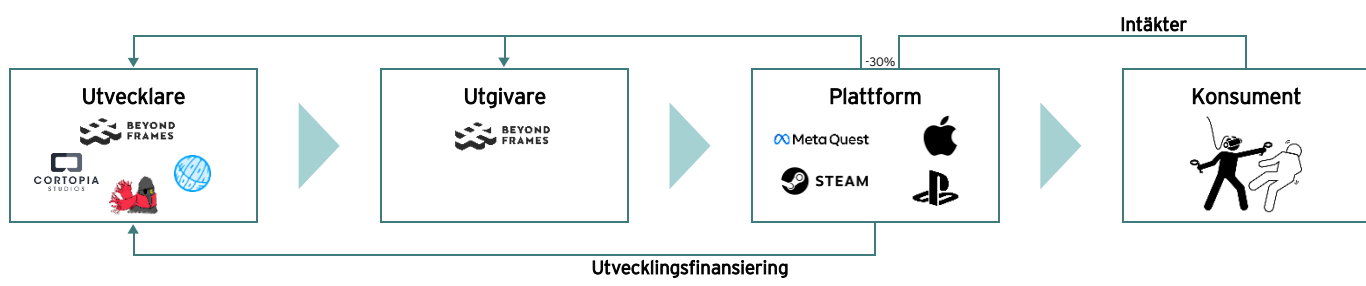 Intäkter
-30%
Utvecklare
BEYOND
FRAMES
CORTOPIA
STUDIOS
Utgivare
BEYOND
FRAMES
Plattform
Meta Quest
STEAM
Konsument
Utvecklingsfinansiering